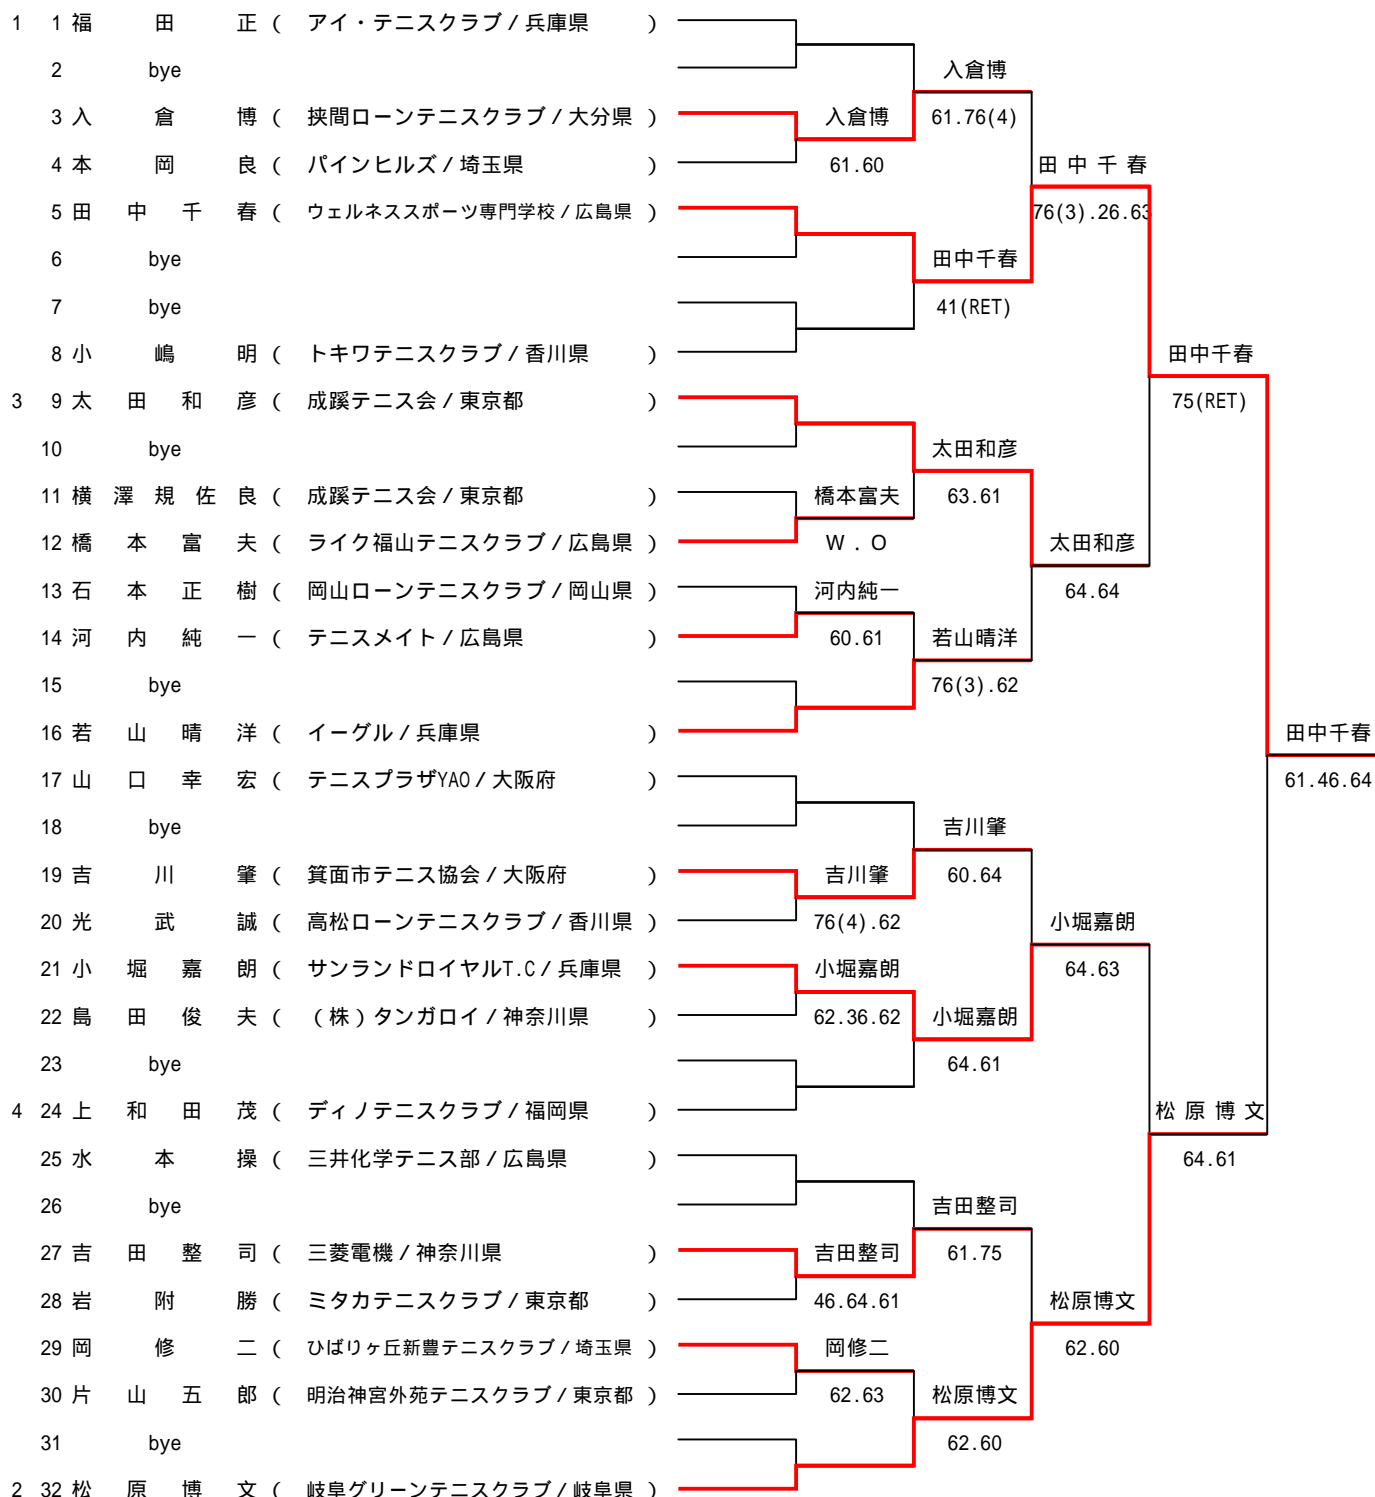 1 1 福田正 ( アイ・テニスクラブ / 兵庫県 )
2 bye 入倉博
3 入倉博 ( 挾間ローンテニスクラブ / 大分県 ) 入倉博 61.76(4)
4 本岡良 ( パインヒルズ / 埼玉県 ) 61.60 田中千春
5 田中千春 ( ウェルネススポーツ専門学校 / 広島県 ) 76(3).26.63
6 bye 田中千春
7 bye 41(RET)
8 小嶋明 ( トキワテニスクラブ / 香川県 ) 田中千春
3 9 太田和彦 ( 成蹊テニス会 / 東京都 ) 75(RET)
10 bye 太田和彦
11 横澤規佐良 ( 成蹊テニス会 / 東京都 ) 橋本富夫 63.61
12 橋本富夫 ( ライク福山テニスクラブ / 広島県 ) W.O 太田和彦
13 石本正樹 ( 岡山ローンテニスクラブ / 岡山県 ) 河内純一 64.64
14 河内純一 ( テニスメイト / 広島県 ) 60.61 若山晴洋
15 bye 76(3).62
16 若山晴洋 ( イーグル / 兵庫県 ) 田中千春
17 山口幸宏 ( テニスプラザYAO / 大阪府 ) 61.46.64
18 bye 吉川肇
19 吉川肇 ( 箕面市テニス協会 / 大阪府 ) 吉川肇 60.64
20 光武誠 ( 高松ローンテニスクラブ / 香川県 ) 76(4).62 小堀嘉朗
21 小堀嘉朗 ( サンランドロイヤルT.C / 兵庫県 ) 小堀嘉朗 64.63
22 島田俊夫 ( (株)タンガロイ / 神奈川県 ) 62.36.62 小堀嘉朗
23 bye 64.61
4 24 上和田茂 ( ディノテニスクラブ / 福岡県 ) 松原博文
25 水本操 ( 三井化学テニス部 / 広島県 ) 64.61
26 bye 吉田整司
27 吉田整司 ( 三菱電機 / 神奈川県 ) 吉田整司 61.75
28 岩附勝 ( ミタカテニスクラブ / 東京都 ) 46.64.61 松原博文
29 岡修二 ( ひばりヶ丘新豊テニスクラブ / 埼玉県 ) 岡修二 62.60
30 片山五郎 ( 明治神宮外苑テニスクラブ / 東京都 ) 62.63 松原博文
31 bye 62.60
2 32 松原博文 ( 岐阜グリーンテニスクラブ / 岐阜県 )